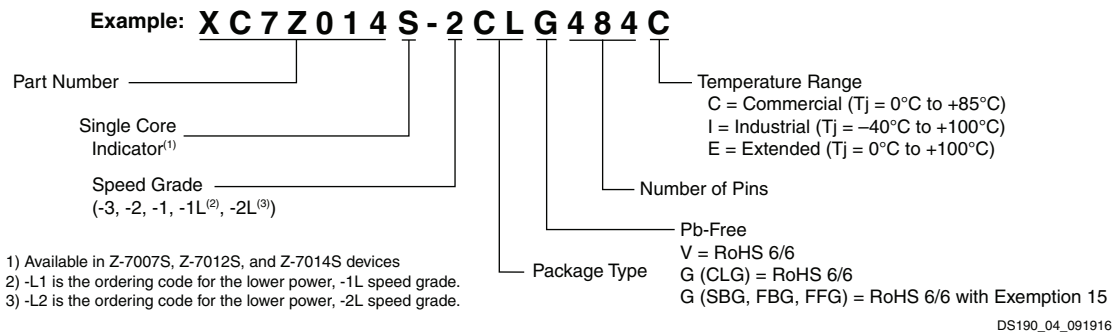 Example: XC7Z014S-2CLG484C
Part Number
Single Core
Indicator(1)
Speed Grade
(-3, -2, -1, -1L(2), -2L(3))
Temperature Range
C = Commercial (Tj = 0°C to +85°C)
I = Industrial (Tj = –40°C to +100°C)
E = Extended (Tj = 0°C to +100°C)
Number of Pins
Pb-Free
V = RoHS 6/6
G (CLG) = RoHS 6/6
G (SBG, FBG, FFG) = RoHS 6/6 with Exemption 15
Package Type
1) Available in Z-7007S, Z-7012S, and Z-7014S devices
2) -L1 is the ordering code for the lower power, -1L speed grade.
3) -L2 is the ordering code for the lower power, -2L speed grade.
DS190_04_091916